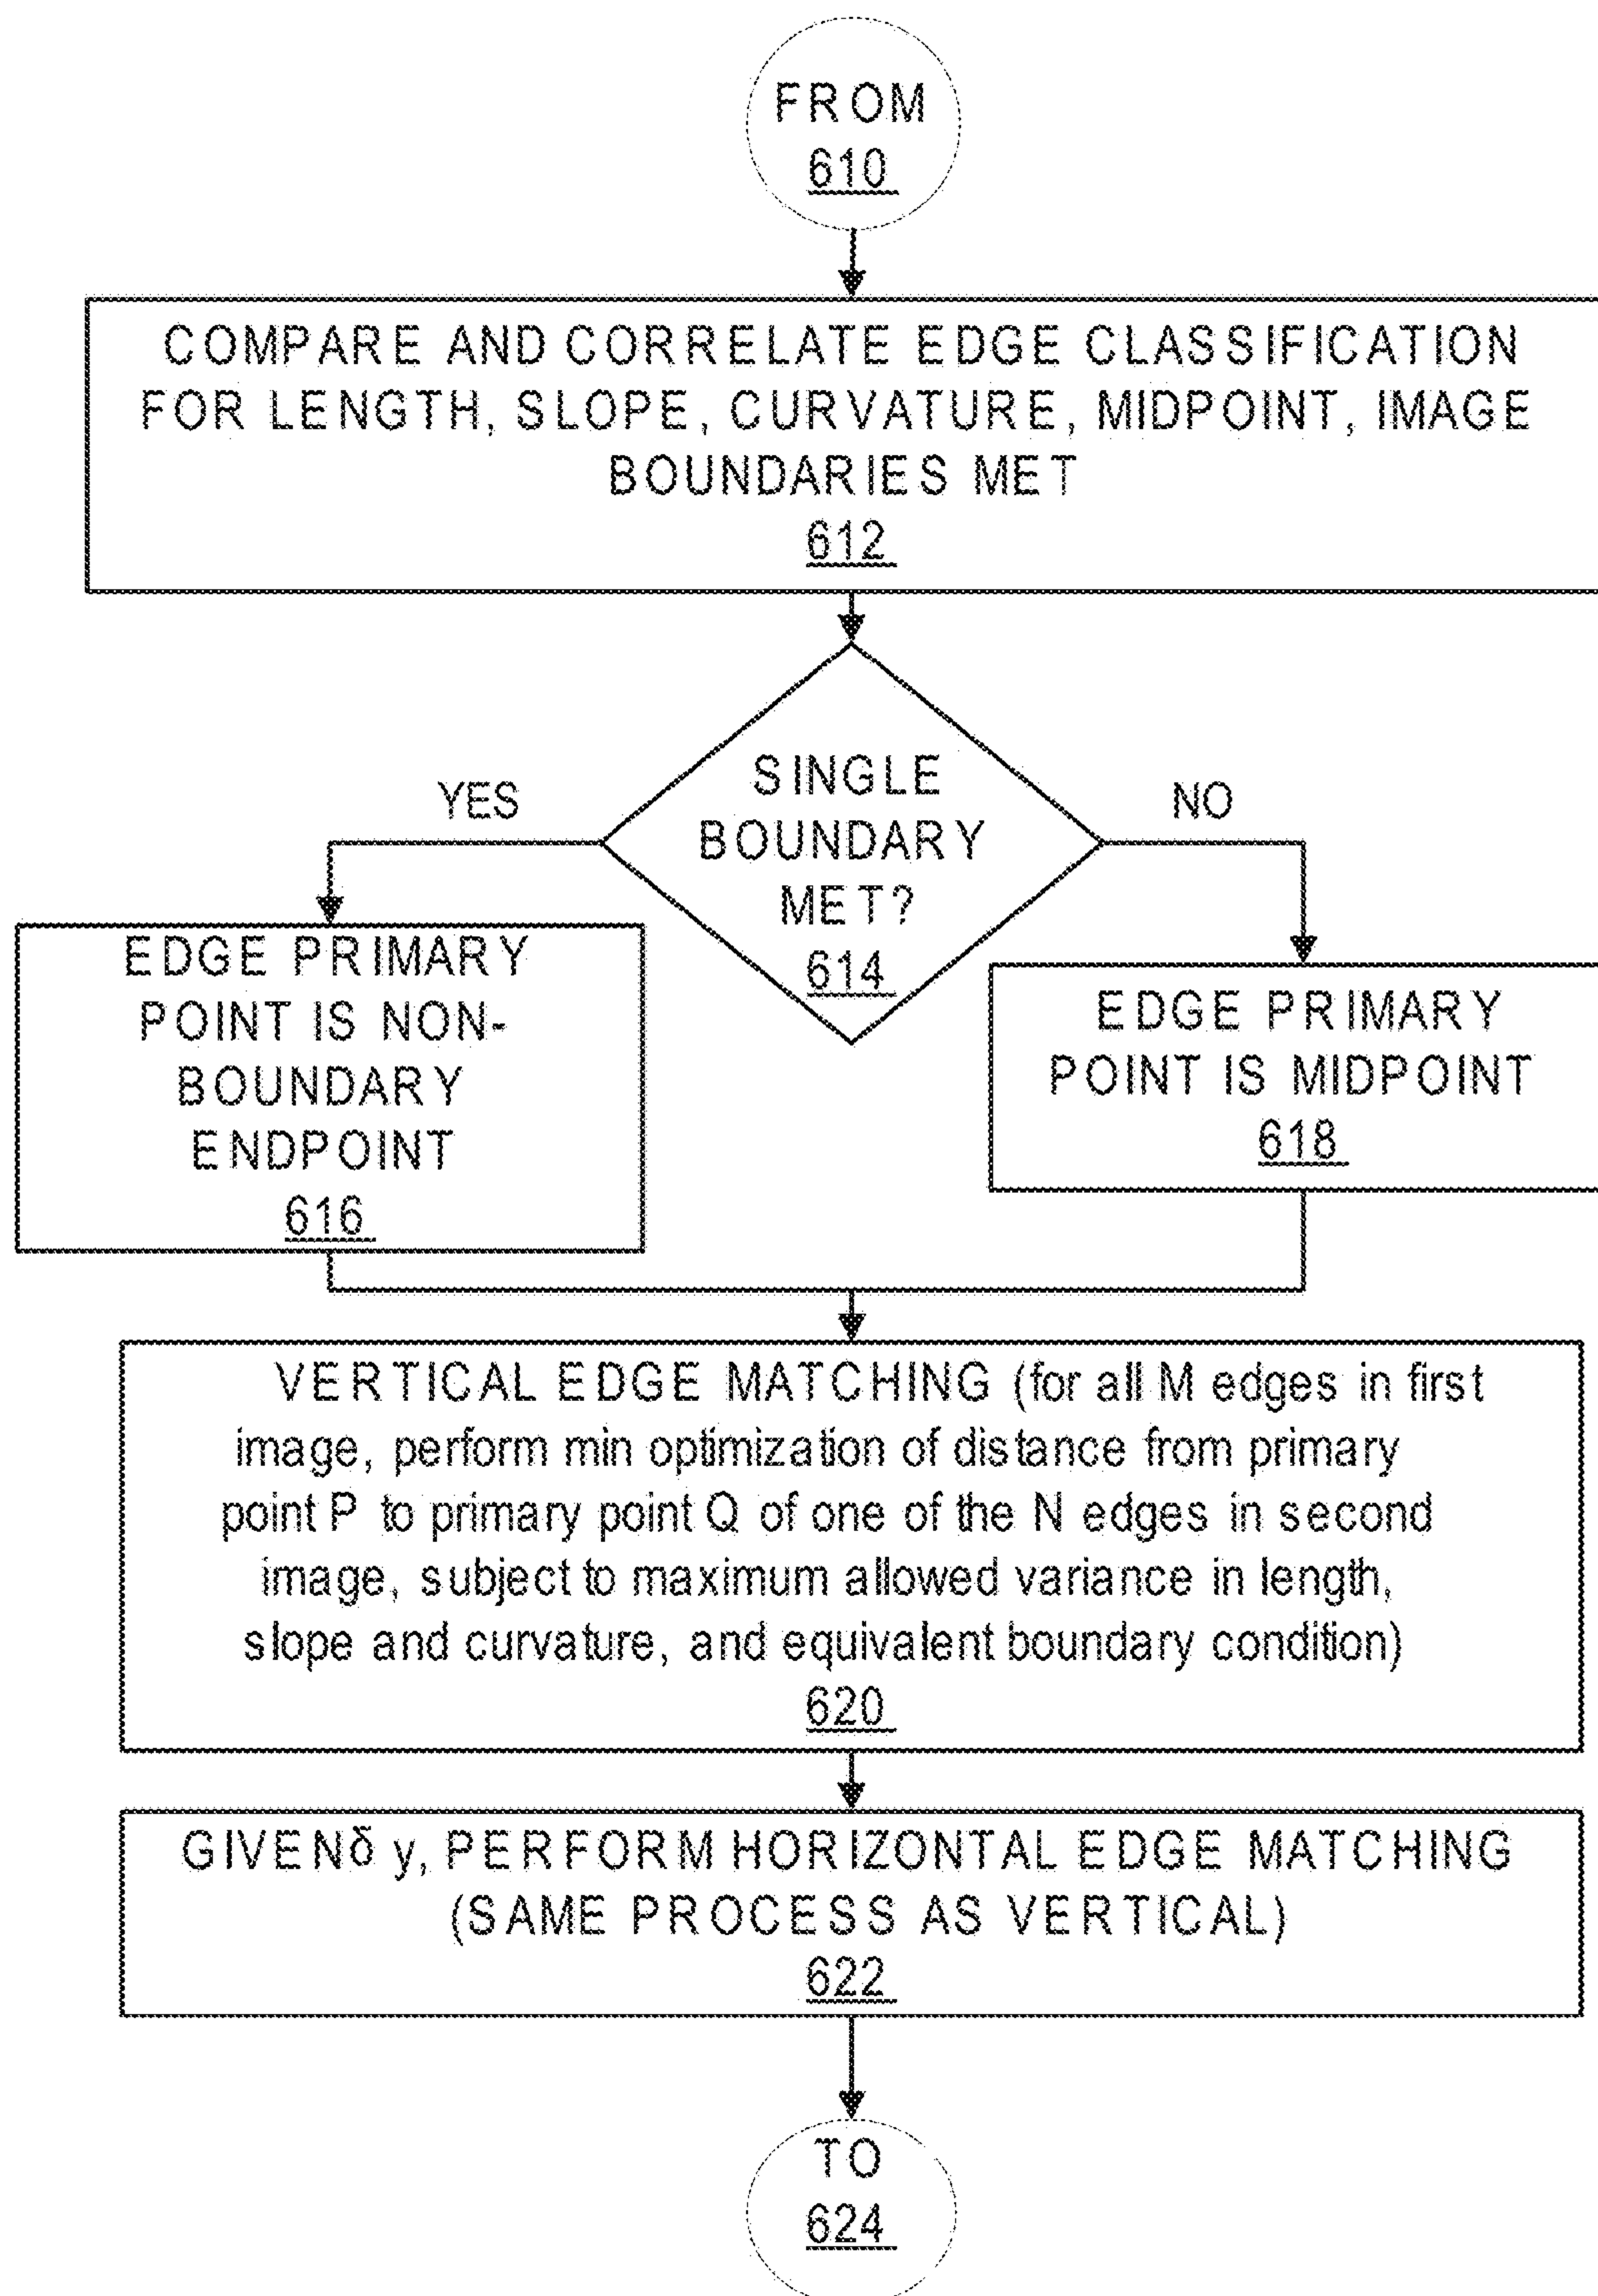 FROM
610
COMPARE AND CORRELATE EDGE CLASSIFICATION
FOR LENGTH, SLOPE, CURVATURE, MIDPOINT, IMAGE
BOUNDARIES MET
612
SINGLE
BOUNDARY
MET?
614
YES
NO
EDGE PRIMARY
POINT IS NON-
BOUNDARY
ENDPOINT
616
EDGE PRIMARY
POINT IS MIDPOINT
618
VERTICAL EDGE MATCHING (for all M edges in first
image, perform min optimization of distance from primary
point P to primary point Q of one of the N edges in second
image, subject to maximum allowed variance in length,
slope and curvature, and equivalent boundary condition)
620
GIVEN δ y, PERFORM HORIZONTAL EDGE MATCHING
(SAME PROCESS AS VERTICAL)
622
TO
624